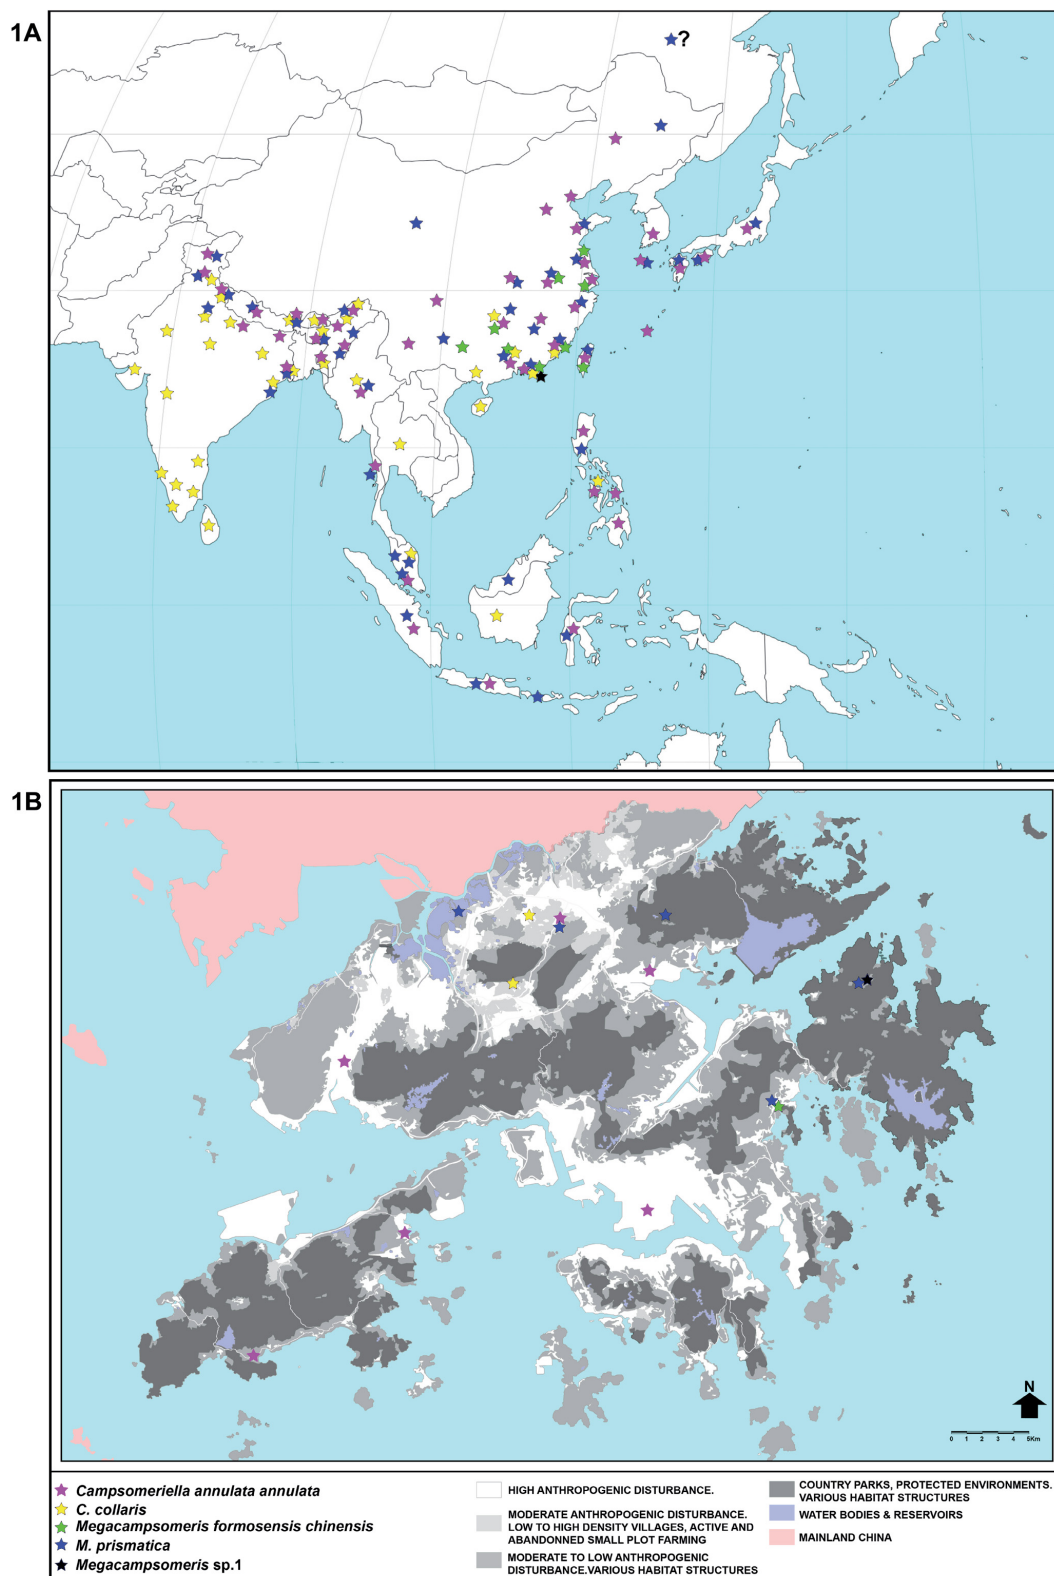 1A
?
1B
N
0 1 2 3 4 5Km
Campsomeriella annulata annulata
C. collaris
Megacampsomeris formosensis chinensis
M. prismatica
Megacampsomeris sp.1
HIGH ANTHROPOGENIC DISTURBANCE.
MODERATE ANTHROPOGENIC DISTURBANCE.
LOW TO HIGH DENSITY VILLAGES, ACTIVE AND
ABANDONNED SMALL PLOT FARMING
MODERATE TO LOW ANTHROPOGENIC
DISTURBANCE.VARIOUS HABITAT STRUCTURES
COUNTRY PARKS, PROTECTED ENVIRONMENTS.
VARIOUS HABITAT STRUCTURES
WATER BODIES & RESERVOIRS
MAINLAND CHINA